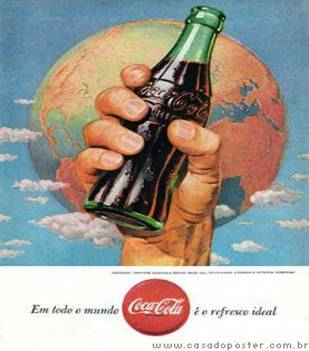 Coca-Cola
Em todo o mundo Coca-Cola é o refresco ideal
www.casadoposter.com.br